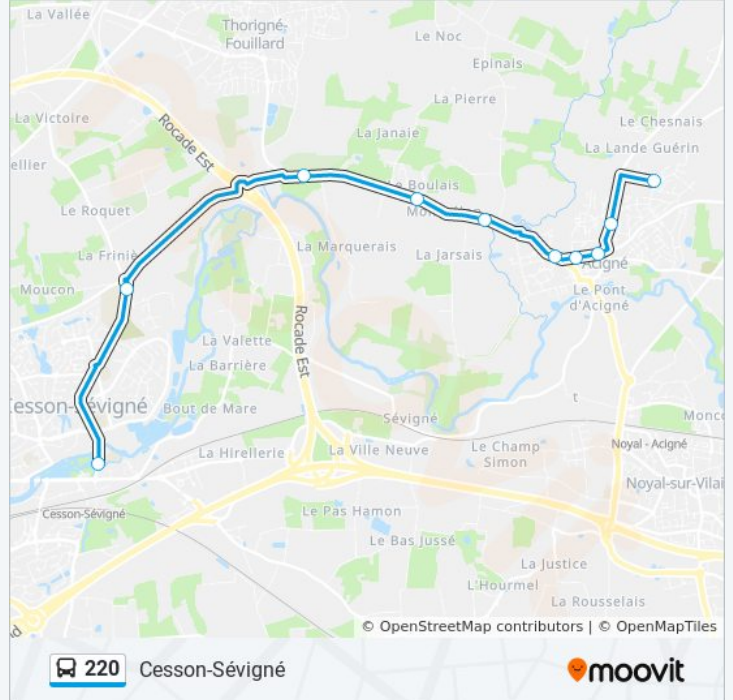 La Vallée
Thorigné-
Fouillard
Le Noc
Epinais
La Pierre
La Victoire
Rocade Est
Le Chesnais
La Janaie
La Lande Guérin
ellier
Le Boulais
Le Roquet
La Marquerais
La Jarsais
La Friniè
Acigné
Moucon
Le Pont
d'Acigné
Rocade Est
La Valette
La Barrière
Cesson-Sévigné
Bout de Mare
t
Sévigné
Monco
La Hirellerie
La Ville Neuve
Le Champ
Simon
Noyal - Acigné
Noyal-sur-Vilai
Cesson-Sévigné
Le Pas Hamon
Le Bas Jussé
La Justice
L'Hourmel
La Rousselais
© OpenStreetMap contributors | © OpenMapTiles
220 Cesson-Sévigné
moovit